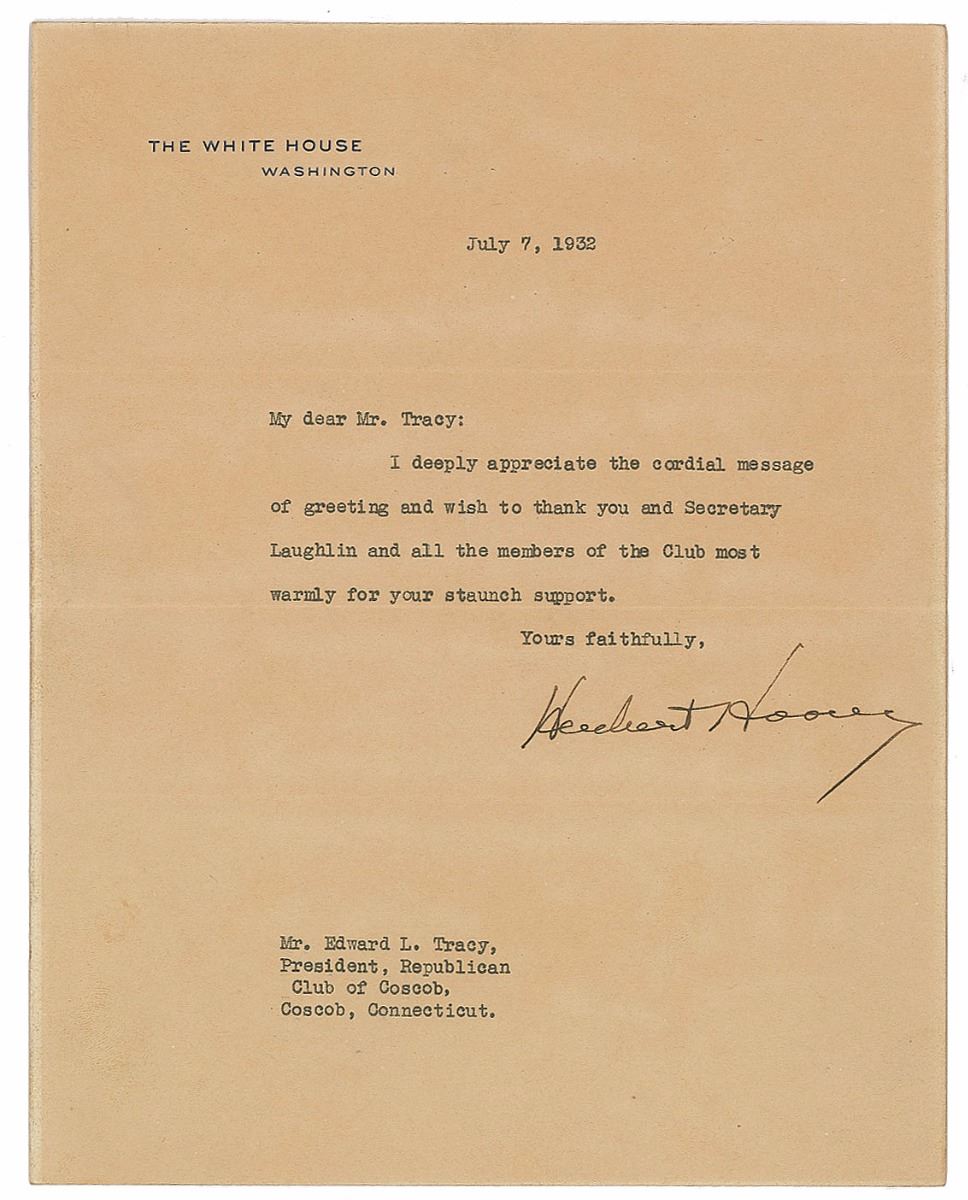 THE WHITE HOUSE
WASHINGTON
July 7, 1932
My dear Mr. Tracy:
I deeply appreciate the cordial message
of greeting and wish to thank you and Secretary
Laughlin and all the members of the Club most
warmly for your staunch support.
Yours faithfully,
Herbert Hoover
Mr. Edward L. Tracy,
President, Republican
Club of Coscob,
Coscob, Connecticut.